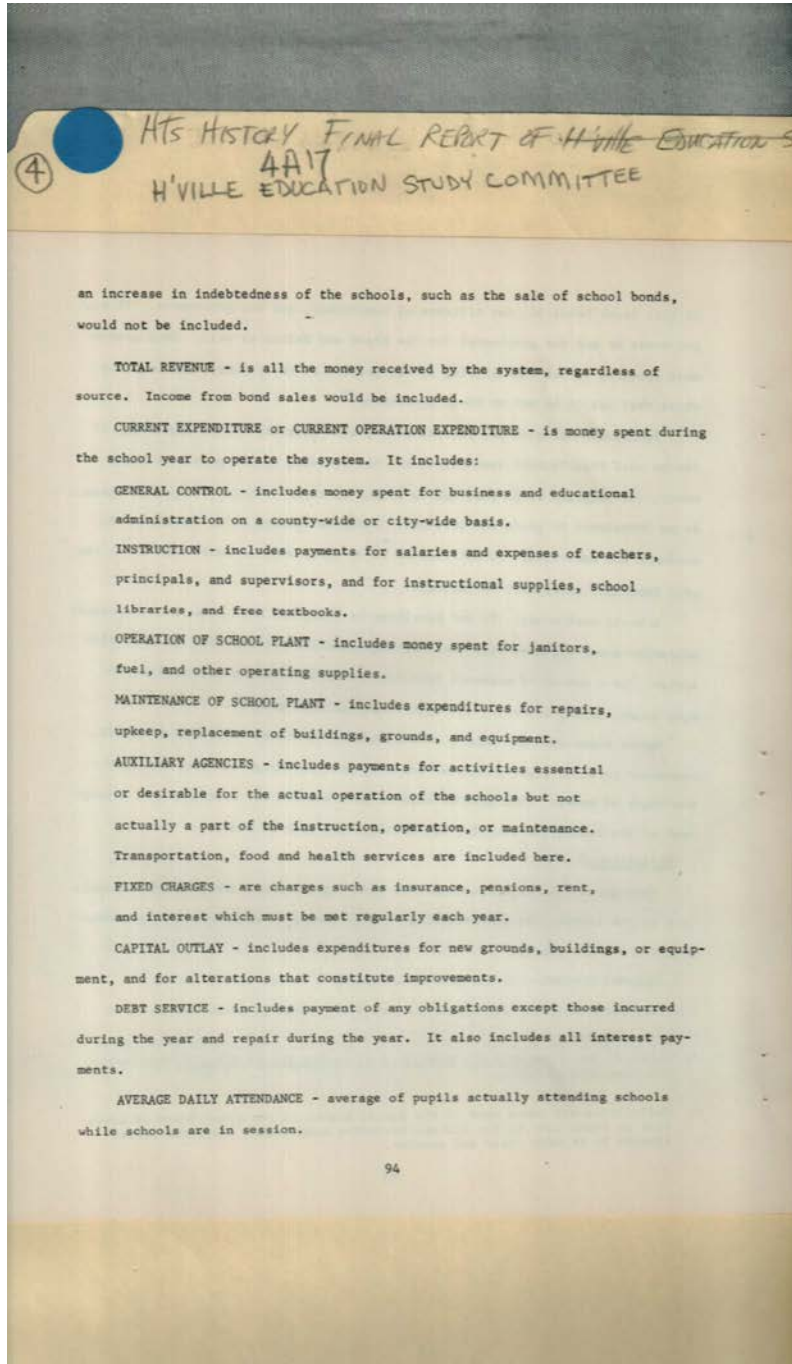 HTS HISTORY FINAL REPORT OF H'ville EDUCATION S
4
4A17
H'VILLE EDUCATION STUDY COMMITTEE
an increase in indebtedness of the schools, such as the sale of school bonds,
would not be included.
TOTAL REVENUE - is all the money received by the system, regardless of
source. Income from bond sales would be included.
CURRENT EXPENDITURE or CURRENT OPERATION EXPENDITURE - is money spent during
the school year to operate the system. It includes:
GENERAL CONTROL - includes money spent for business and educational
administration on a county-wide or city-wide basis.
INSTRUCTION - includes payments for salaries and expenses of teachers,
principals, and supervisors, and for instructional supplies, school
libraries, and free textbooks.
OPERATION OF SCHOOL PLANT - includes money spent for janitors,
fuel, and other operating supplies.
MAINTENANCE OF SCHOOL PLANT - includes expenditures for repairs,
upkeep, replacement of buildings, grounds, and equipment.
AUXILIARY AGENCIES - includes payments for activities essential
or desirable for the actual operation of the schools but not
actually a part of the instruction, operation, or maintenance.
Transportation, food and health services are included here.
FIXED CHARGES - are charges such as insurance, pensions, rent,
and interest which must be met regularly each year.
CAPITAL OUTLAY - includes expenditures for new grounds, buildings, or equip-
ment, and for alterations that constitute improvements.
DEBT SERVICE - includes payment of any obligations except those incurred
during the year and repair during the year. It also includes all interest pay-
ments.
AVERAGE DAILY ATTENDANCE - average of pupils actually attending schools
while schools are in session.
94